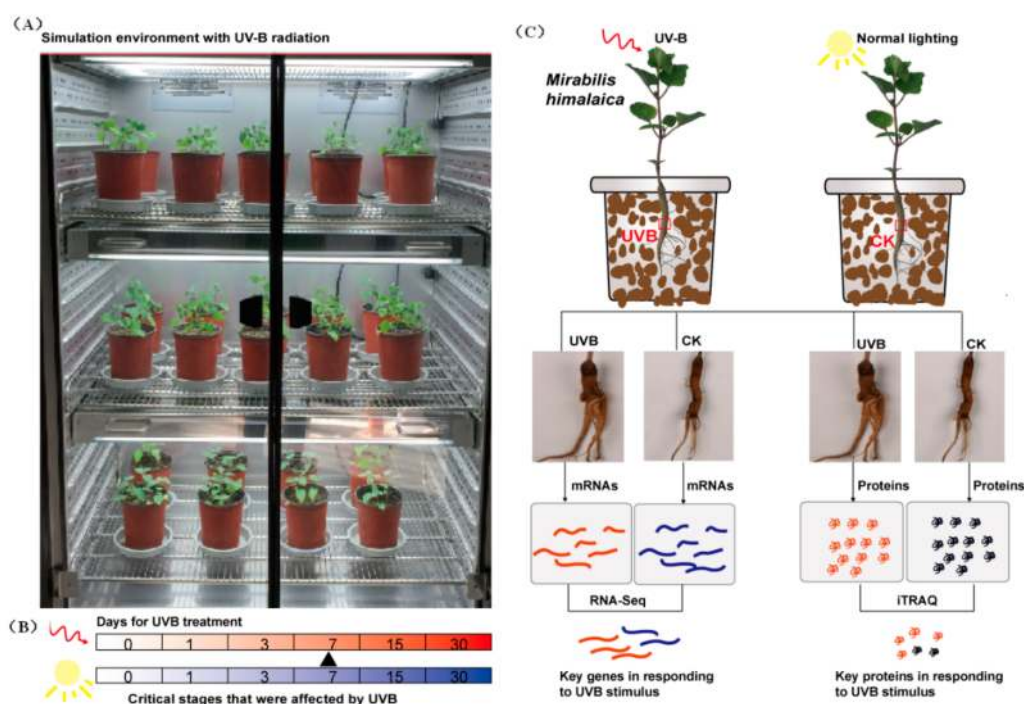 (A)
Simulation environment with UV-B radiation
(B)
Days for UVB treatment
0 1 3 7 15 30
0 1 3 7 15 30
Critical stages that were affected by UVB
(C)
UV-B
Normal lighting
Mirabilis
himalaica
UVB
CK
UVB CK UVB CK
mRNAs mRNAs Proteins Proteins
RNA-Seq
iTRAQ
Key genes in responding
to UVB stimulus
Key proteins in responding
to UVB stimulus